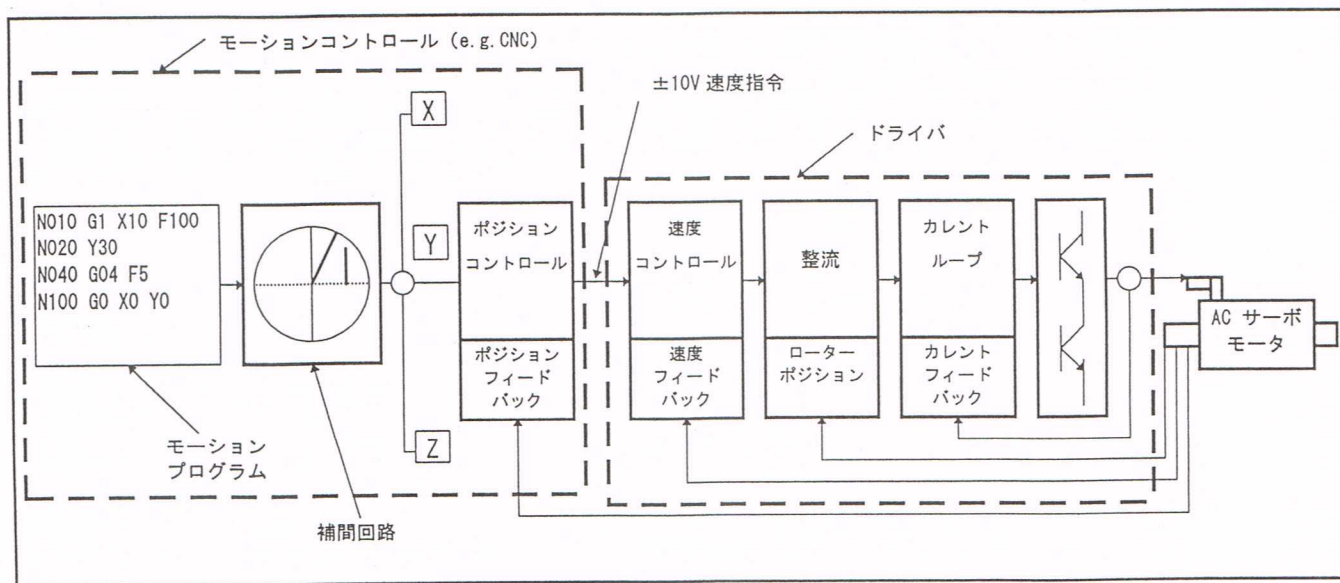 モーションコントロール (e.g.CNC)
±10V 速度指令
ドライバ
X
Y
Z
N010 G1 X10 F100
N020 Y30
N040 G04 F5
N100 G0 X0 Y0
モーション
プログラム
補間回路
ポジション
コントロール
ポジション
フィード
バック
速度
コントロール
速度
フィード
バック
整流
ローター
ポジション
カレント
ループ
カレント
フィード
バック
AC サーボ
モータ